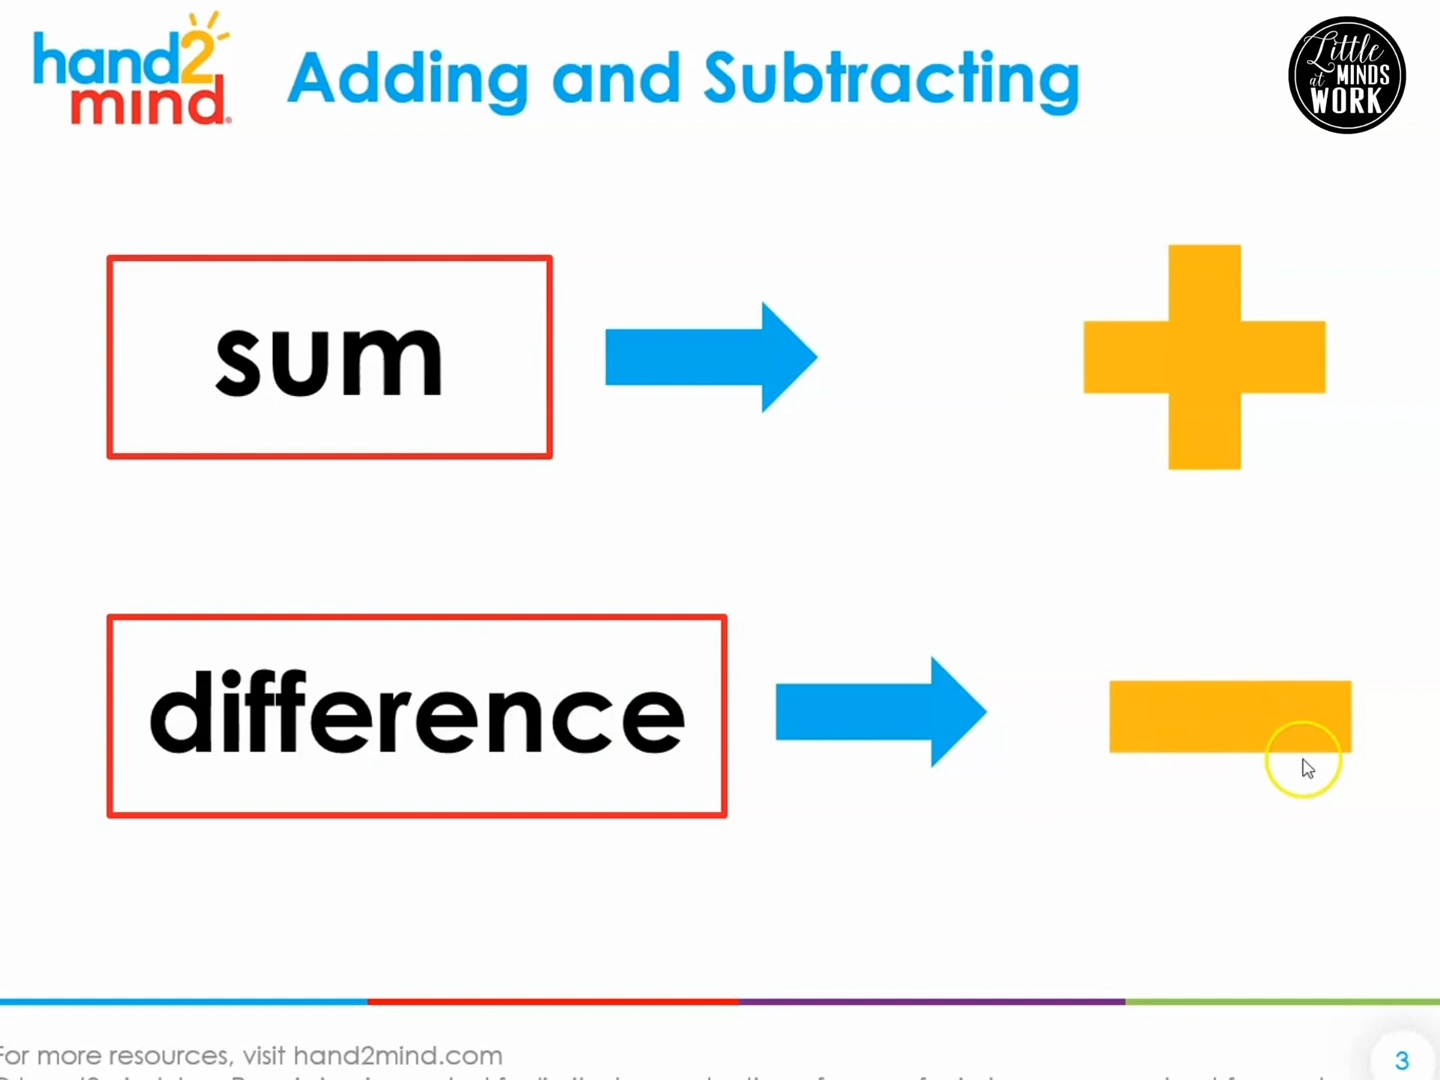 hand2
mind®
Adding and Subtracting
Little
at MINDS
WORK
sum
difference
For more resources, visit hand2mind.com
3